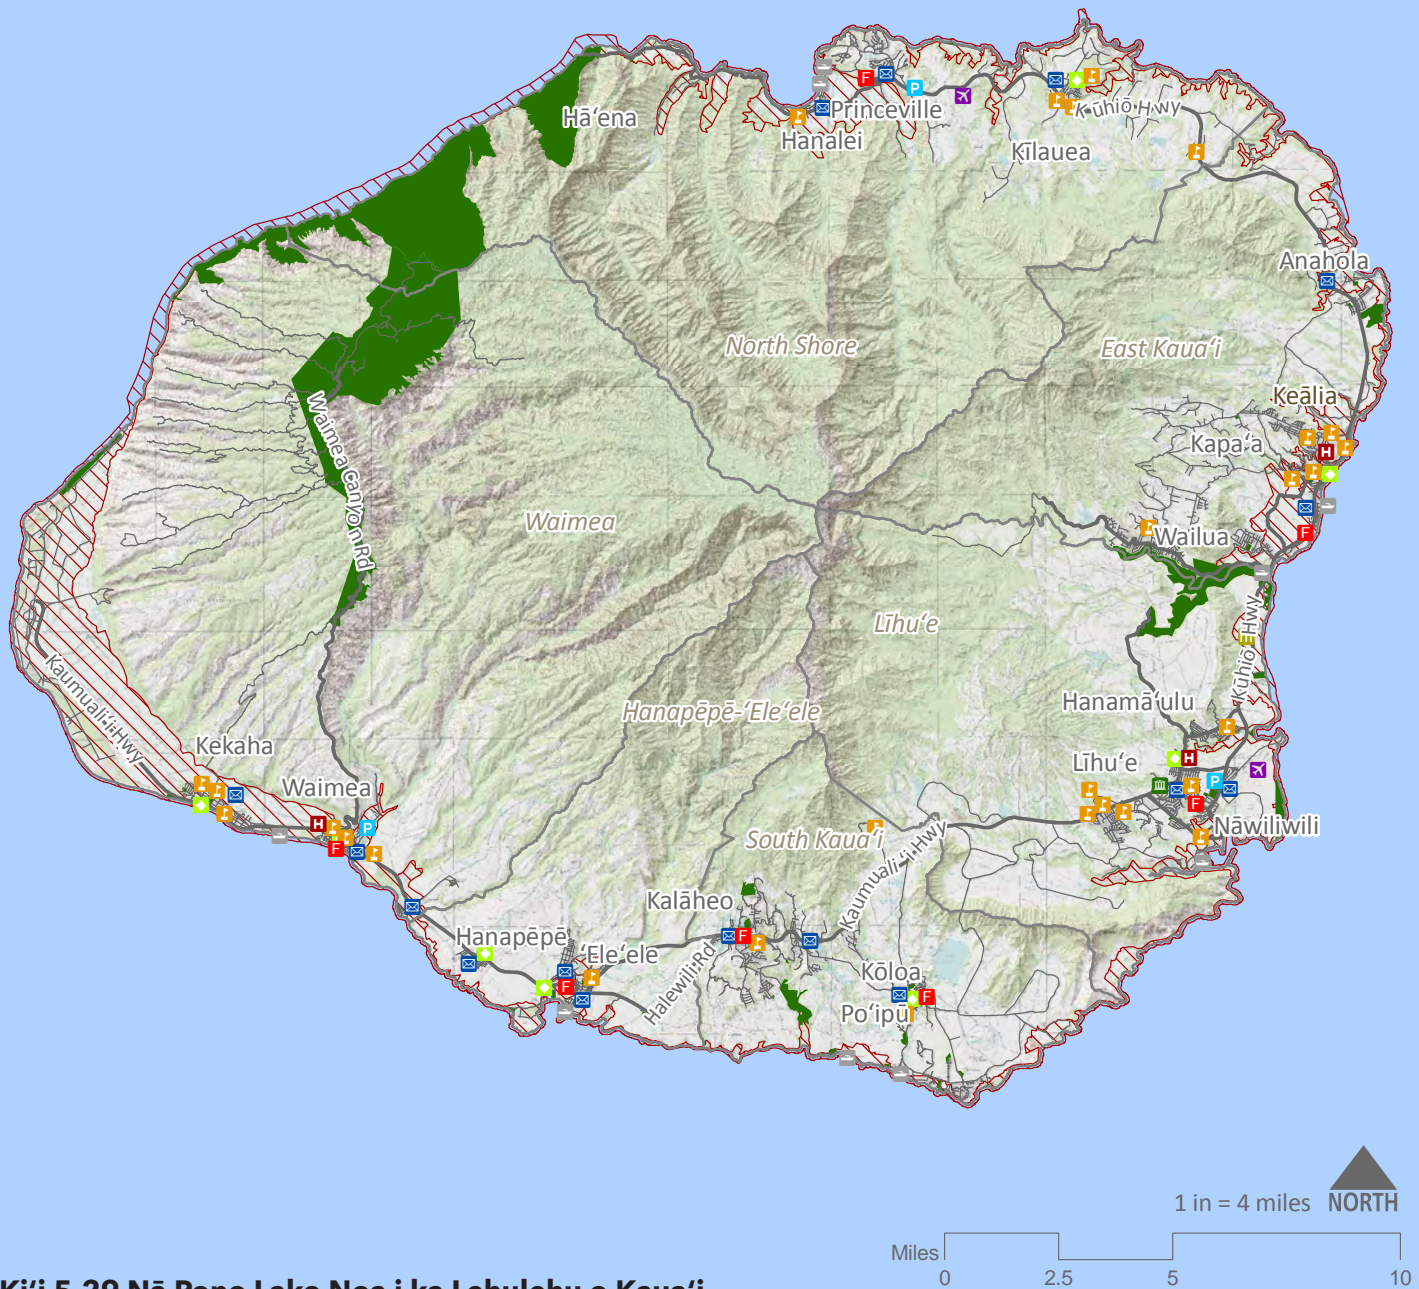 Hāʻena
Hanalei
Princeville
Kīlauea
Kūhiō Hwy
Anahola
North Shore
East Kauaʻi
Keālia
Kapaʻa
Waimea Canyon Rd
Waimea
Wailua
Līhuʻe
Kūhiō Hwy
Hanapēpē-ʻEleʻele
Hanamāʻulu
Kaumualiʻi Hwy
Kekaha
Waimea
Līhuʻe
Nāwiliwili
South Kauaʻi
Kaumualiʻi Hwy
Kalāheo
Hanapēpē
ʻEleʻele
Halewili Rd
Kōloa
Poʻipū
P
F
H
E
1 in = 4 miles
NORTH
Miles
0 2.5 5 10